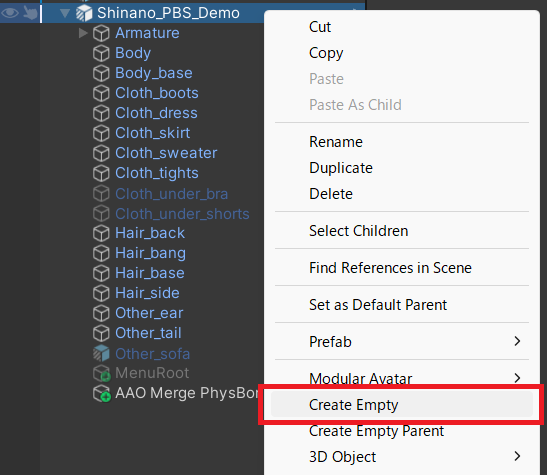 Shinano_PBS_Demo
Armature
Body
Body_base
Cloth_boots
Cloth_dress
Cloth_skirt
Cloth_sweater
Cloth_tights
Cloth_under_bra
Cloth_under_shorts
Hair_back
Hair_bang
Hair_base
Hair_side
Other_ear
Other_tail
Other_sofa
MenuRoot
AAO Merge PhysBon
Cut
Copy
Paste
Paste As Child
Rename
Duplicate
Delete
Select Children
Find References in Scene
Set as Default Parent
Prefab
Modular Avatar
Create Empty
Create Empty Parent
3D Object